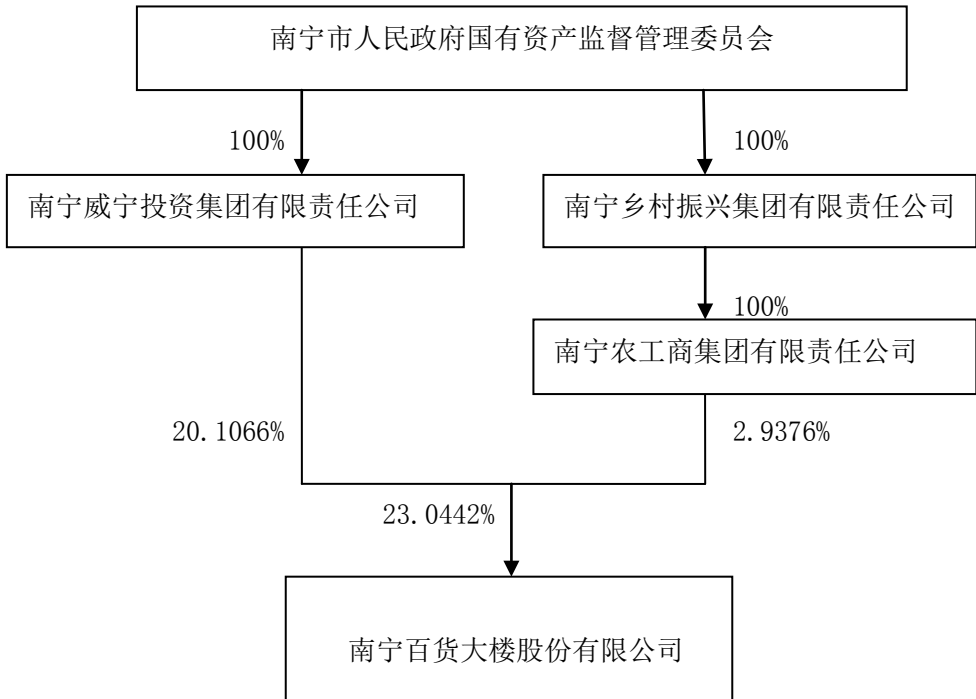 南宁市人民政府国有资产监督管理委员会
100%
100%
南宁威宁投资集团有限责任公司
南宁乡村振兴集团有限责任公司
100%
南宁农工商集团有限责任公司
20.1066%
2.9376%
23.0442%
南宁百货大楼股份有限公司